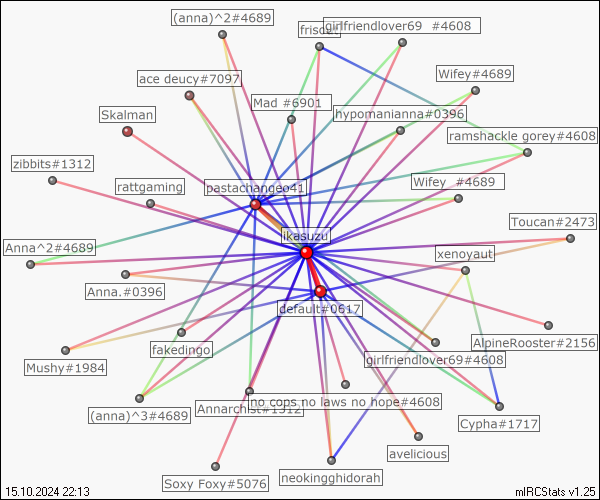 (anna)^2#4689
girlfriendlover69 #4608
ace deucy#7097
Wifey#4689
Mad #6901
Skalman
hypomanianna#0396
ramshackle gorey#4608
zibbits#1312
rattgaming
pastachangeo41
Wifey #4689
Toucan#2473
ikasuzu
Anna^2#4689
xenoyaut
Anna.#0396
default#0617
AlpineRooster#2156
fakedingo
girlfriendlover69#4608
Mushy#1984
no cops no laws no hope#4608
(anna)^3#4689
Annarchist#1312
Cypha#1717
avelicious
Soxy Foxy#5076
neokingghidorah
15.10.2024 22:13
mIRCStats v1.25